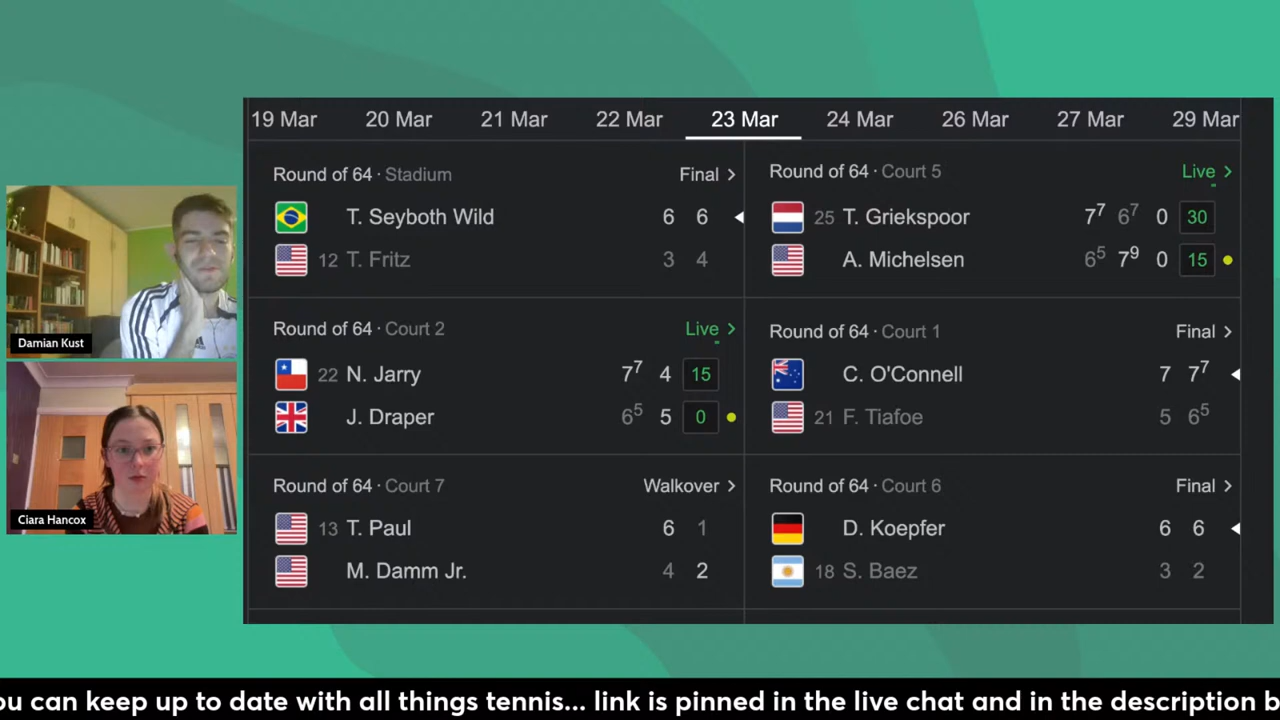 19 Mar 20 Mar 21 Mar 22 Mar 23 Mar 24 Mar 26 Mar 27 Mar 29 Mar
Round of 64 · Stadium Final
T. Seyboth Wild 6 6
12 T. Fritz 3 4
Round of 64 · Court 5 Live
25 T. Griekspoor 7⁷ 6⁷ 0 30
A. Michelsen 6⁵ 7⁹ 0 15
Round of 64 · Court 2 Live
22 N. Jarry 7⁷ 4 15
J. Draper 6⁵ 5 0
Round of 64 · Court 1 Final
C. O'Connell 7 7⁷
21 F. Tiafoe 5 6⁵
Round of 64 · Court 7 Walkover
13 T. Paul 6 1
M. Damm Jr. 4 2
Round of 64 · Court 6 Final
D. Koepfer 6 6
18 S. Baez 3 2
Damian Kust
Ciara Hancox
ou can keep up to date with all things tennis... link is pinned in the live chat and in the description b